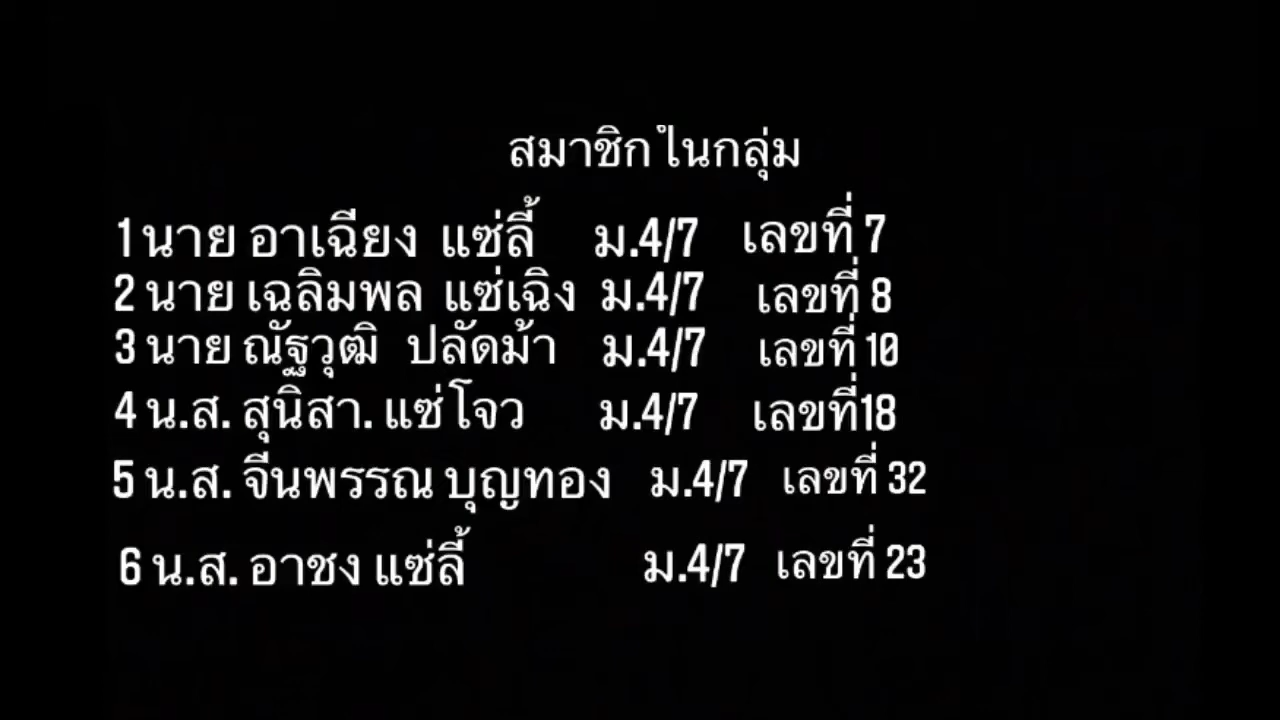 สมาชิกในกลุ่ม
1 นาย อาเฉียง แซ่ลี้ ม.4/7 เลขที่ 7
2 นาย เฉลิมพล แซ่เฉิง ม.4/7 เลขที่ 8
3 นาย ณัฐวุฒิ ปลัดม้า ม.4/7 เลขที่ 10
4 น.ส. สุนิสา. แซ่โจว ม.4/7 เลขที่18
5 น.ส. จีนพรรณ บุญทอง ม.4/7 เลขที่ 32
6 น.ส. อาชง แซ่ลี้ ม.4/7 เลขที่ 23